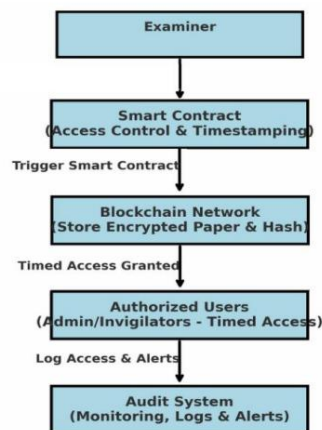 Examiner
Smart Contract
(Access Control & Timestamping)
Trigger Smart Contract
Blockchain Network
(Store Encrypted Paper & Hash)
Timed Access Granted
Authorized Users
(Admin/Invigilators - Timed Access)
Log Access & Alerts
Audit System
(Monitoring, Logs & Alerts)